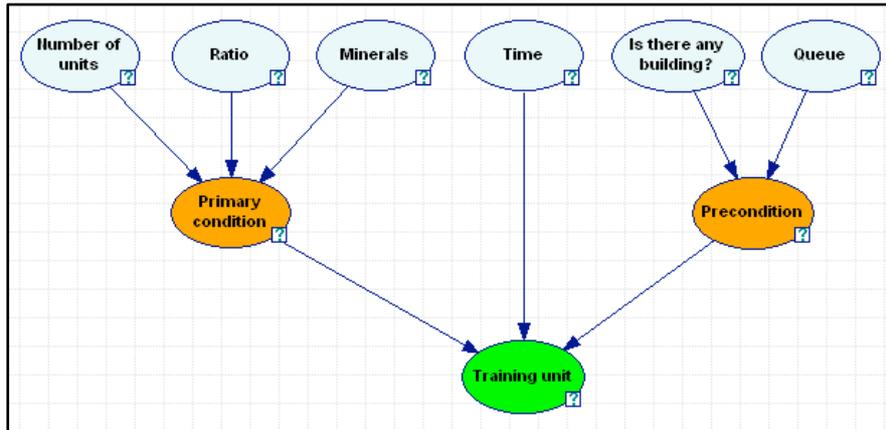 Number of
units
?
Ratio
?
Minerals
?
Time
?
Is there any
building?
?
Queue
?
Primary
condition
?
Precondition
?
Training unit
?